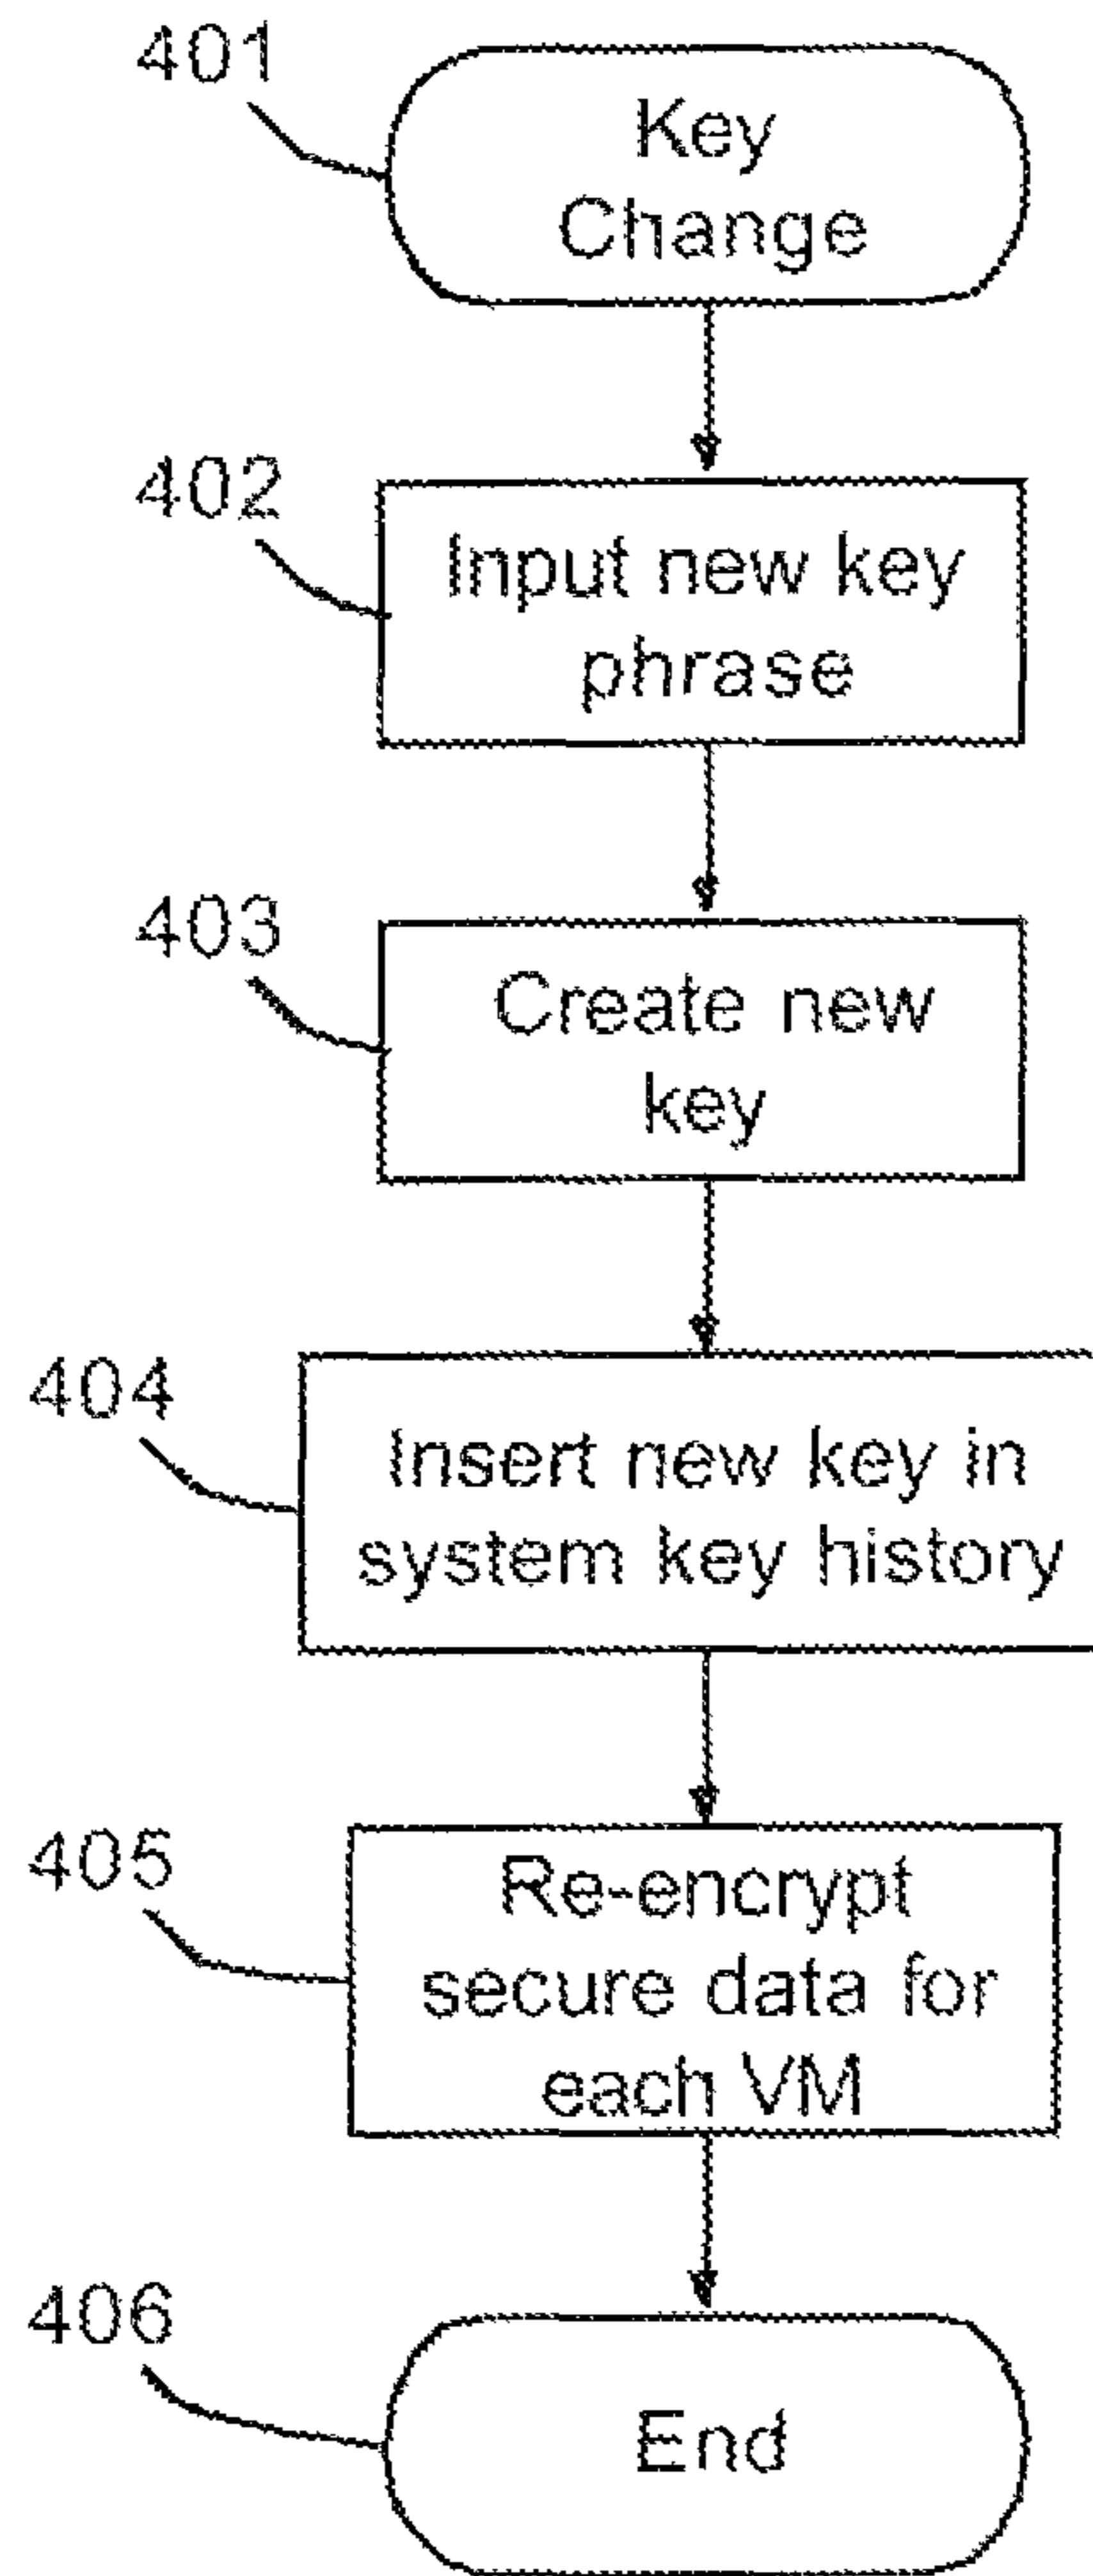 401
Key
Change
402
Input new key
phrase
403
Create new
key
404
Insert new key in
system key history
405
Re-encrypt
secure data for
each VM
406
End